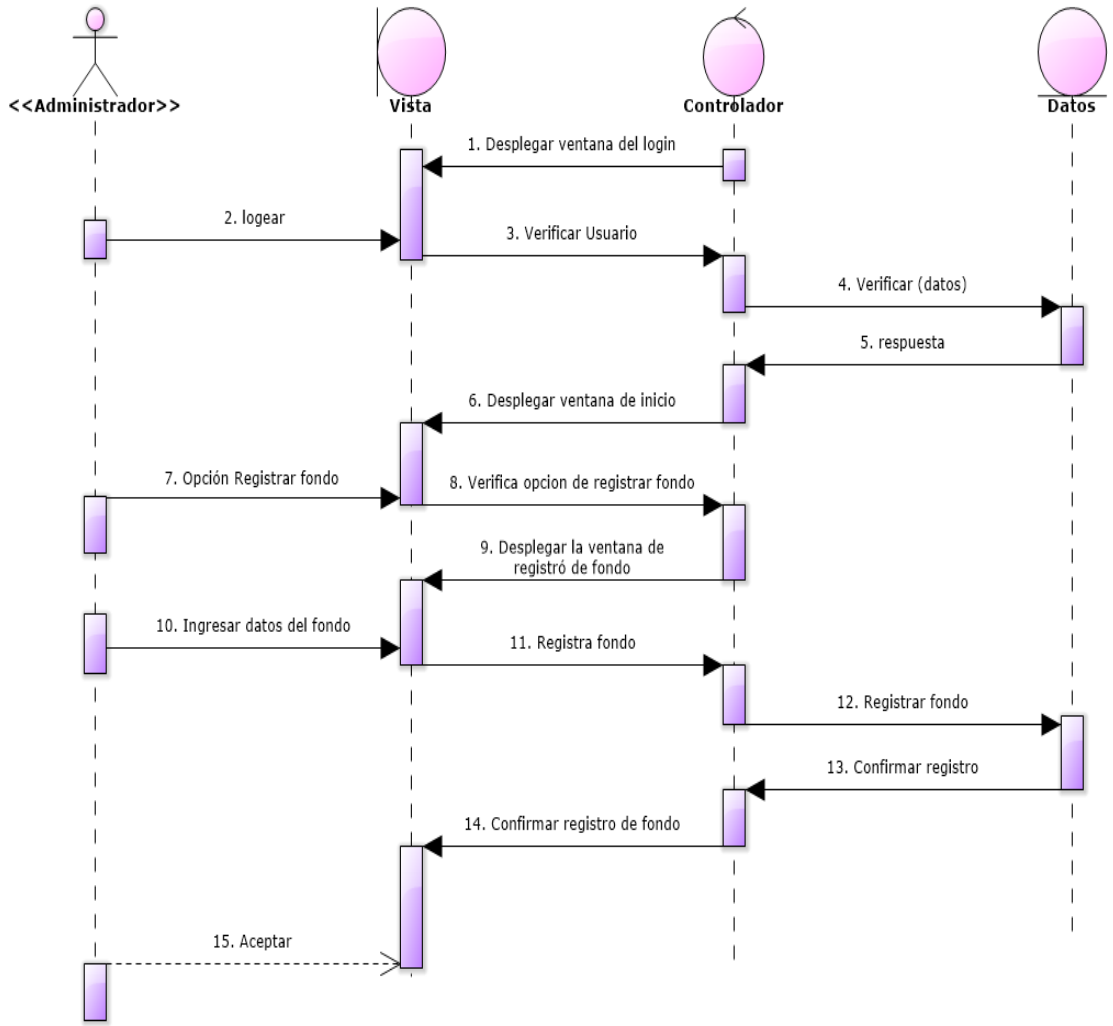 <<Administrador>>
Vista
Controlador
Datos
1. Desplegar ventana del login
2. logear
3. Verificar Usuario
4. Verificar (datos)
5. respuesta
6. Desplegar ventana de inicio
7. Opción Registrar fondo
8. Verifica opcion de registrar fondo
9. Desplegar la ventana de
registró de fondo
10. Ingresar datos del fondo
11. Registra fondo
12. Registrar fondo
13. Confirmar registro
14. Confirmar registro de fondo
15. Aceptar